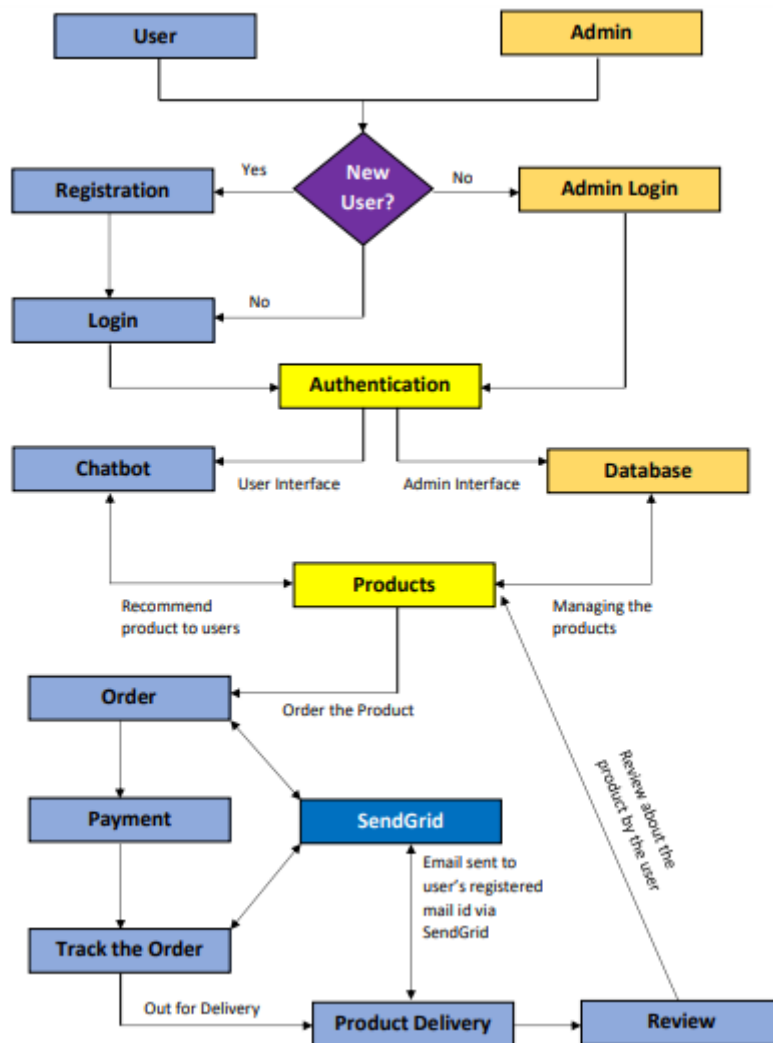 User
Admin
New
User?
Yes
No
Registration
Admin Login
No
Login
Authentication
Chatbot
User Interface
Admin Interface
Database
Products
Recommend
product to users
Managing the
products
Order
Order the Product
Review about the
product by the user
Payment
SendGrid
Email sent to
user's registered
mail id via
SendGrid
Track the Order
Out for Delivery
Product Delivery
Review